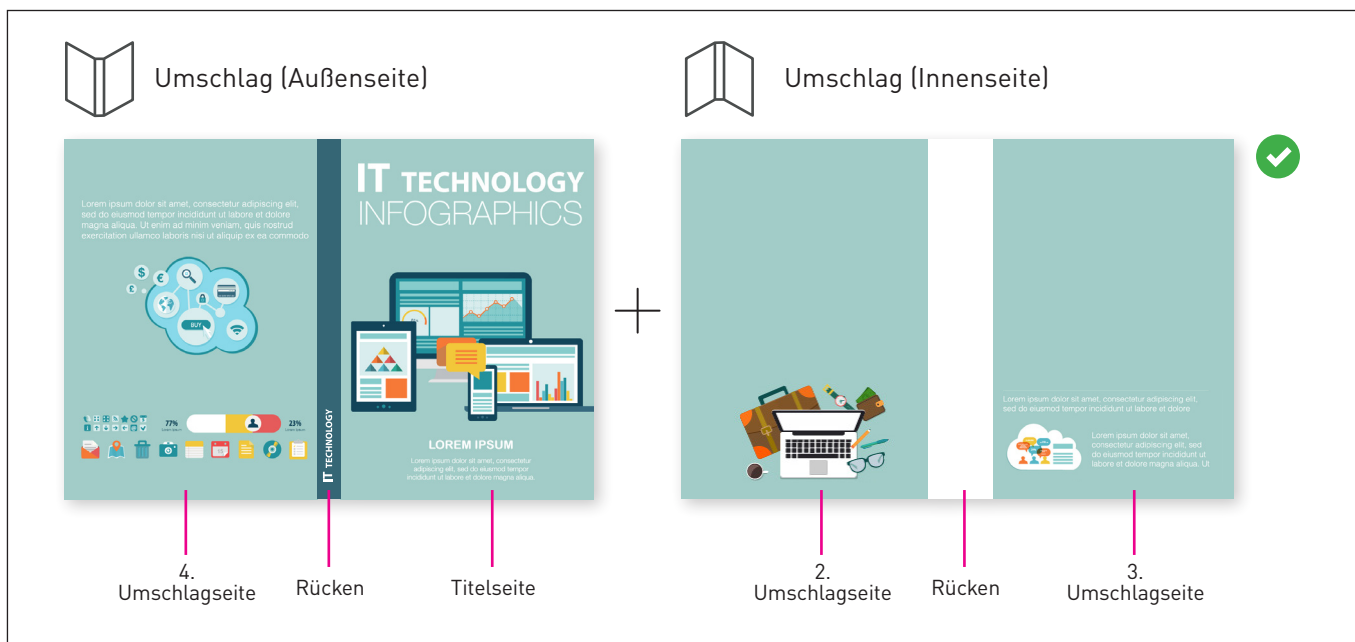 Umschlag (Außenseite)
Umschlag (Innenseite)
Lorem ipsum dolor sit amet, consectetur adipiscing elit,
sed do eiusmod tempor incididunt ut labore et dolore
magna aliqua. Ut enim ad minim veniam, quis nostrud
exercitation ullamco laboris nisi ut aliquip ex ea commodo
$
€
£
BUY
77%
23%
IT TECHNOLOGY
IT TECHNOLOGY
INFOGRAPHICS
LOREM IPSUM
Lorem ipsum dolor sit amet, consectetur
adipiscing elit, sed do eiusmod tempor
incididunt ut labore et dolore magna aliqua.
Lorem ipsum dolor sit amet, consectetur adipiscing elit,
sed do eiusmod tempor incididunt ut labore et dolore
Lorem ipsum dolor sit amet,
consectetur adipiscing elit, sed
do eiusmod tempor incididunt ut
labore et dolore magna aliqua. Ut
4.
Umschlagseite
Rücken
Titelseite
2.
Umschlagseite
Rücken
3.
Umschlagseite